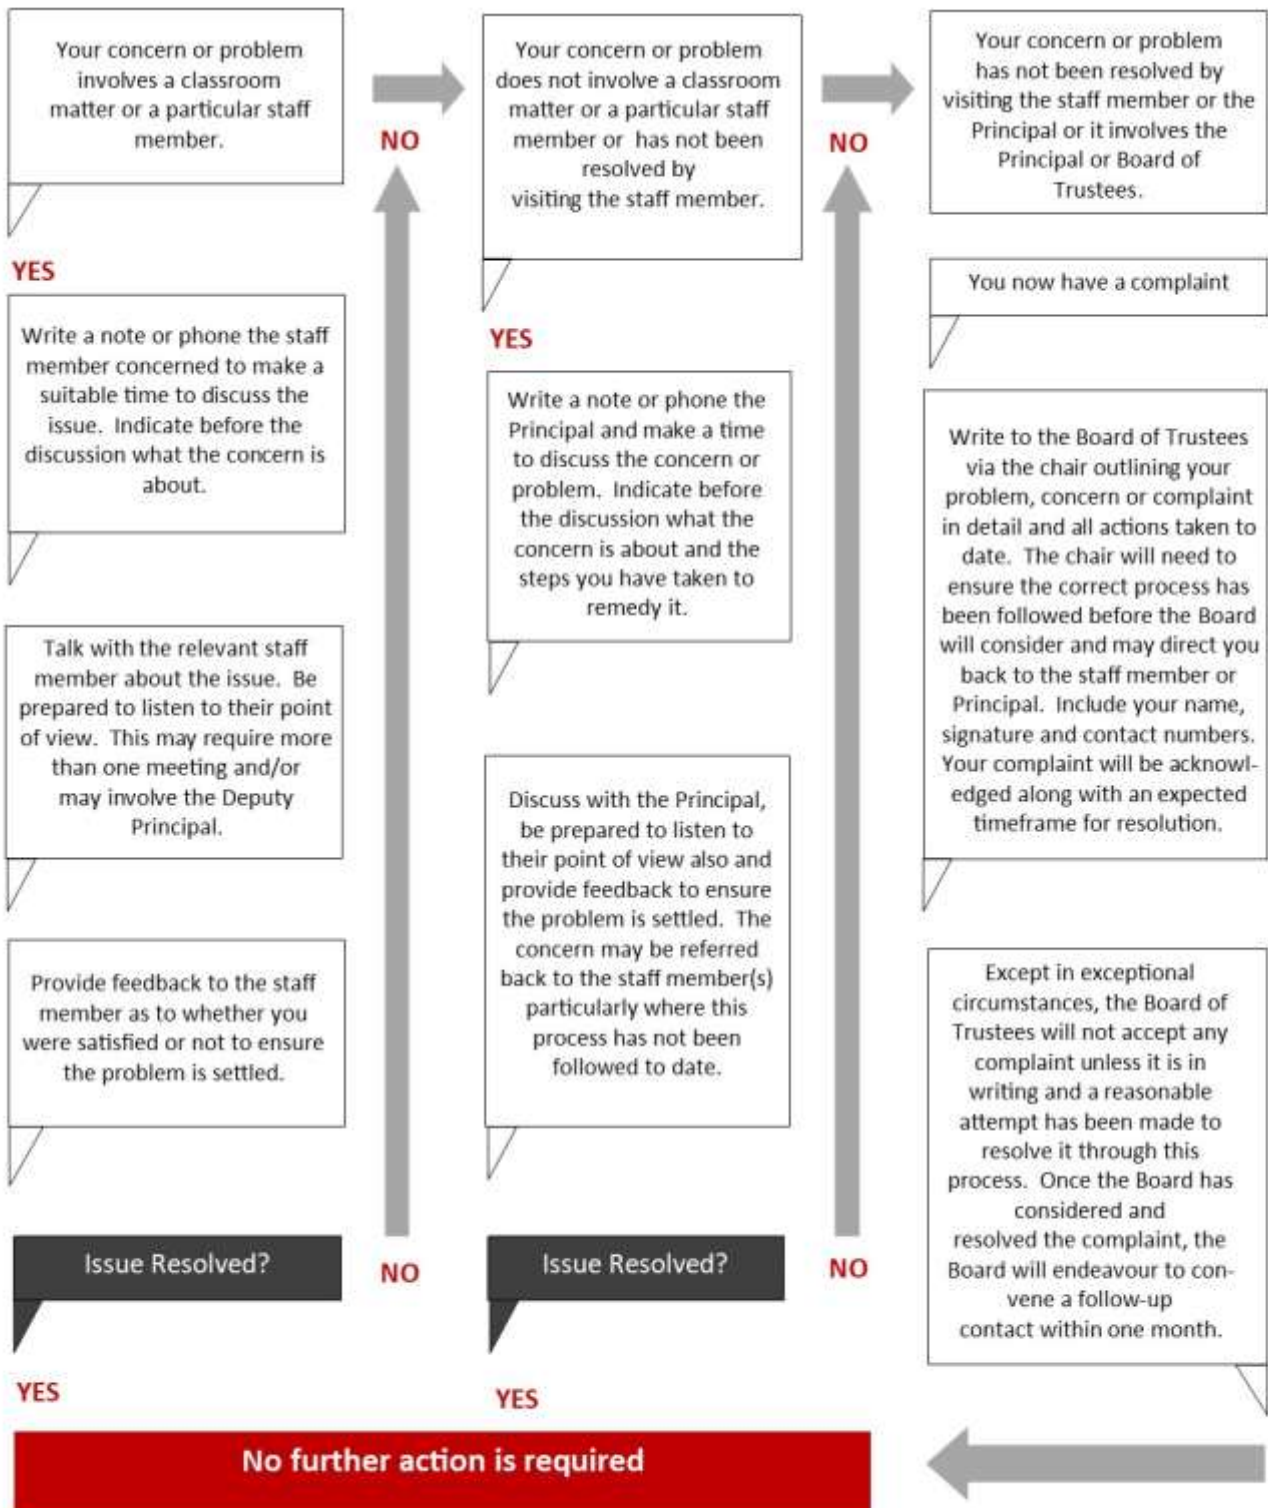 Your concern or problem
involves a classroom
matter or a particular staff
member.
YES
Write a note or phone the staff
member concerned to make a
suitable time to discuss the
issue.  Indicate before the
discussion what the concern is
about.
Talk with the relevant staff
member about the issue.  Be
prepared to listen to their point
of view.  This may require more
than one meeting and/or
may involve the Deputy
Principal.
Provide feedback to the staff
member as to whether you
were satisfied or not to ensure
the problem is settled.
Issue Resolved?
YES
NO
NO
Your concern or problem
does not involve a classroom
matter or a particular staff
member or  has not been
resolved by
visiting the staff member.
YES
Write a note or phone the
Principal and make a time
to discuss the concern or
problem.  Indicate before
the discussion what the
concern is about and the
steps you have taken to
remedy it.
Discuss with the Principal,
be prepared to listen to
their point of view also and
provide feedback to ensure
the problem is settled.  The
concern may be referred
back to the staff member(s)
particularly where this
process has not been
followed to date.
Issue Resolved?
YES
NO
NO
Your concern or problem
has not been resolved by
visiting the staff member or the
Principal or it involves the
Principal or Board of
Trustees.
You now have a complaint
Write to the Board of Trustees
via the chair outlining your
problem, concern or complaint
in detail and all actions taken to
date.  The chair will need to
ensure the correct process has
been followed before the Board
will consider and may direct you
back to the staff member or
Principal.  Include your name,
signature and contact numbers.
Your complaint will be acknowl-
edged along with an expected
timeframe for resolution.
Except in exceptional
circumstances, the Board of
Trustees will not accept any
complaint unless it is in
writing and a reasonable
attempt has been made to
resolve it through this
process.  Once the Board has
considered and
resolved the complaint, the
Board will endeavour to con-
vene a follow-up
contact within one month.
No further action is required